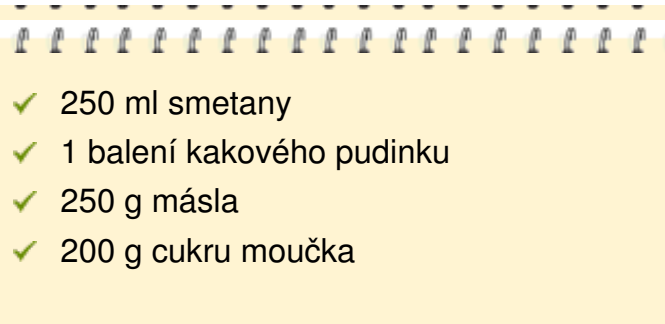 250 ml smetany
1 balení kakového pudinku
250 g másla
200 g cukru moučka